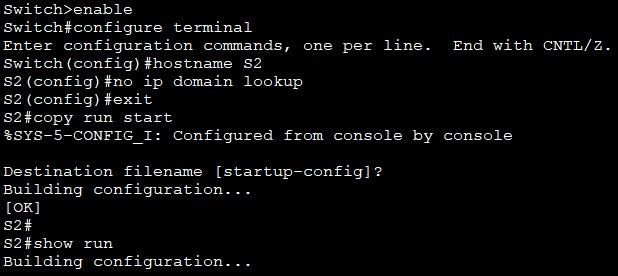 Switch>enable
Switch#configure terminal
Enter configuration commands, one per line.  End with CNTL/Z.
Switch(config)#hostname S2
S2(config)#no ip domain lookup
S2(config)#exit
S2#copy run start
%SYS-5-CONFIG_I: Configured from console by console
Destination filename [startup-config]?
Building configuration...
[OK]
S2#
S2#show run
Building configuration...